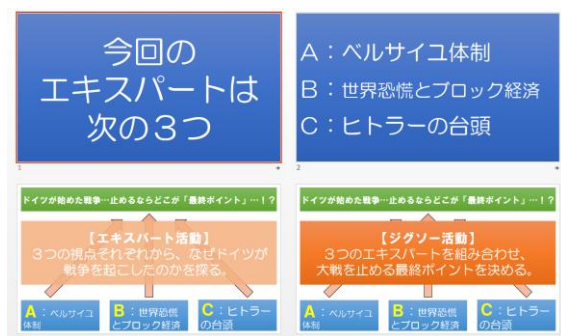 今回の
エキスパートは
次の３つ
1
A：ベルサイユ体制
B：世界恐慌とブロック経済
C：ヒトラーの台頭
2
ドイツが始めた戦争…止めるならどこが「最終ポイント」…！？
【エキスパート活動】
３つの視点それぞれから、なぜドイツが
戦争を起こしたのかを探る。
A：ベルサイユ
体制
B：世界恐慌
とブロック経済
C：ヒトラー
の台頭
ドイツが始めた戦争…止めるならどこが「最終ポイント」…！？
【ジグソー活動】
３つのエキスパートを組み合わせ、
大戦を止める最終ポイントを決める。
A：ベルサイユ
体制
B：世界恐慌
とブロック経済
C：ヒトラー
の台頭